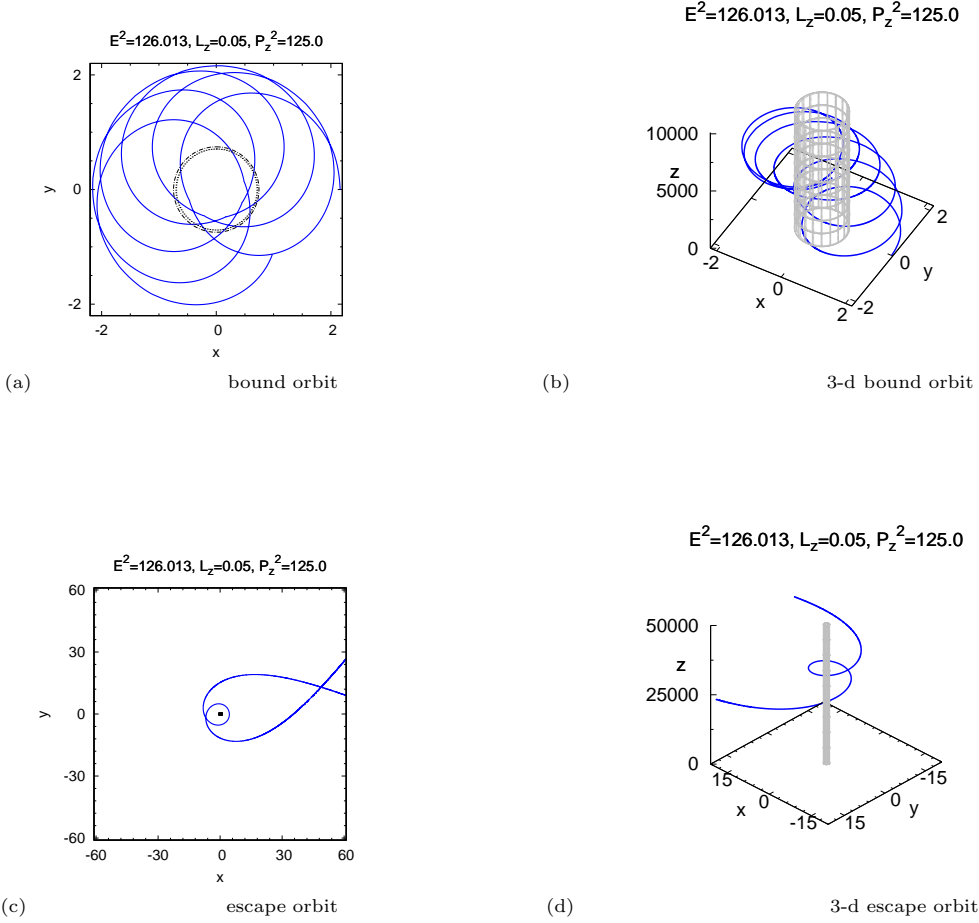 E²=126.013, L_z=0.05, P_z²=125.0
2
0
-2
y
-2
0
2
x
(a) bound orbit
E²=126.013, L_z=0.05, P_z²=125.0
10000
z
5000
0
-2
0
2
x
-2
0
2
y
(b) 3-d bound orbit
E²=126.013, L_z=0.05, P_z²=125.0
60
30
0
-30
-60
y
-60
-30
0
30
60
x
(c) escape orbit
E²=126.013, L_z=0.05, P_z²=125.0
50000
z
25000
0
15
0
-15
x
15
0
-15
y
(d) 3-d escape orbit